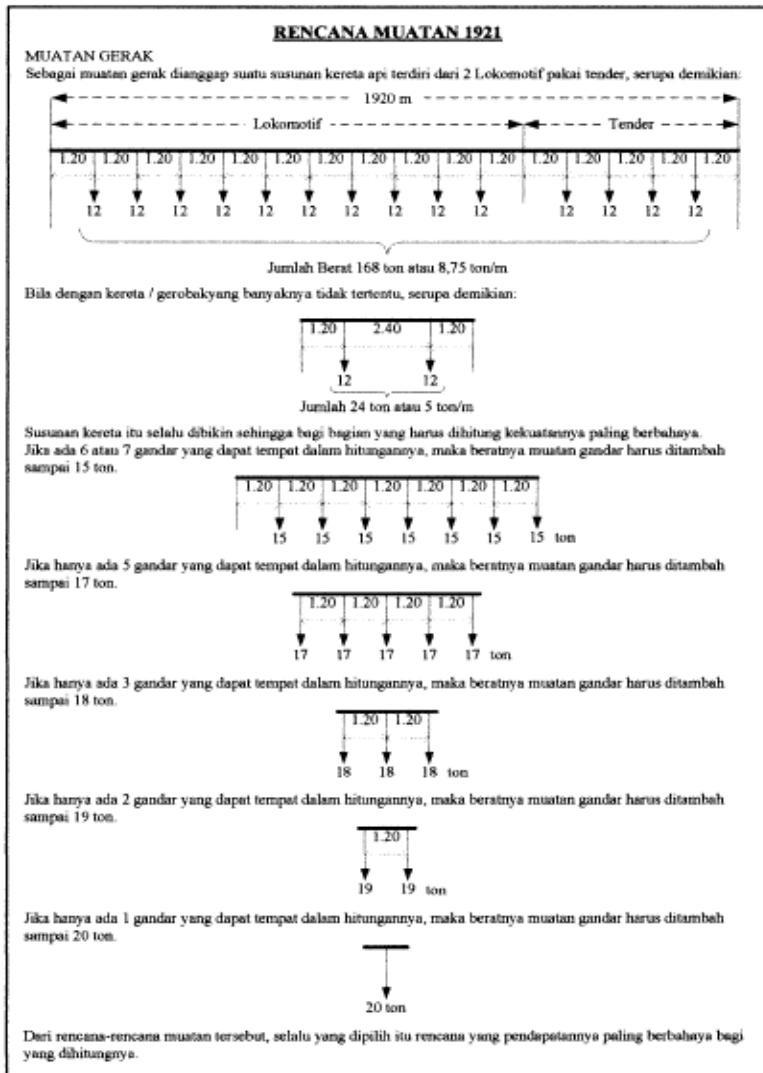 RENCANA MUATAN 1921
MUATAN GERAK
Sebagai muatan gerak dianggap suatu susunan kereta api terdiri dari 2 Lokomotif pakai tender, serupa demikian:
1920 m
Lokomotif Tender
1.20 1.20 1.20 1.20 1.20 1.20 1.20 1.20 1.20 1.20 1.20 1.20 1.20 1.20 1.20 1.20
12 12 12 12 12 12 12 12 12 12 12 12 12 12
Jumlah Berat 168 ton atau 8,75 ton/m
Bila dengan kereta / gerobakyang banyaknya tidak tertentu, serupa demikian:
1.20 2.40 1.20
12 12
Jumlah 24 ton atau 5 ton/m
Susunan kereta itu selalu dibikin sehingga bagi bagian yang harus dihitung kekuatannya paling berbahaya.
Jika ada 6 atau 7 gandar yang dapat tempat dalam hitungannya, maka beratnya muatan gandar harus ditambah
sampai 15 ton.
1.20 1.20 1.20 1.20 1.20 1.20 1.20
15 15 15 15 15 15 15 ton
Jika hanya ada 5 gandar yang dapat tempat dalam hitungannya, maka beratnya muatan gandar harus ditambah
sampai 17 ton.
1.20 1.20 1.20 1.20
17 17 17 17 17 ton
Jika hanya ada 3 gandar yang dapat tempat dalam hitungannya, maka beratnya muatan gandar harus ditambah
sampai 18 ton.
1.20 1.20
18 18 18 ton
Jika hanya ada 2 gandar yang dapat tempat dalam hitungannya, maka beratnya muatan gandar harus ditambah
sampai 19 ton.
1.20
19 19 ton
Jika hanya ada 1 gandar yang dapat tempat dalam hitungannya, maka beratnya muatan gandar harus ditambah
sampai 20 ton.
20 ton
Dari rencana-rencana muatan tersebut, selalu yang dipilih itu rencana yang pendapatannya paling berbahaya bagi
yang dihitungnya.